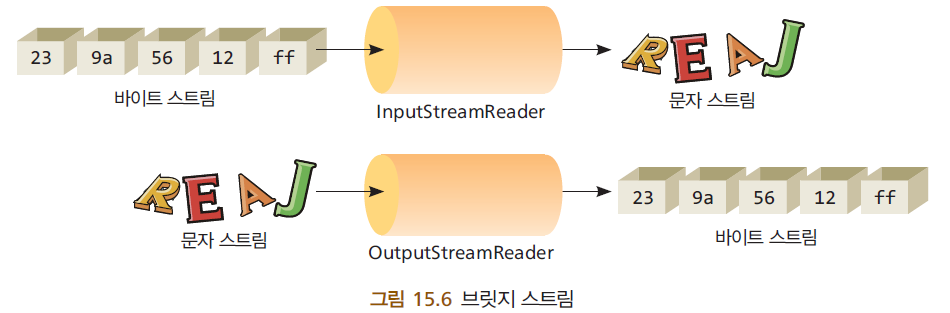 23 9a 56 12 ff
바이트 스트림
InputStreamReader
R E A J
문자 스트림
R E A J
문자 스트림
OutputStreamReader
23 9a 56 12 ff
바이트 스트림
그림 15.6 브릿지 스트림